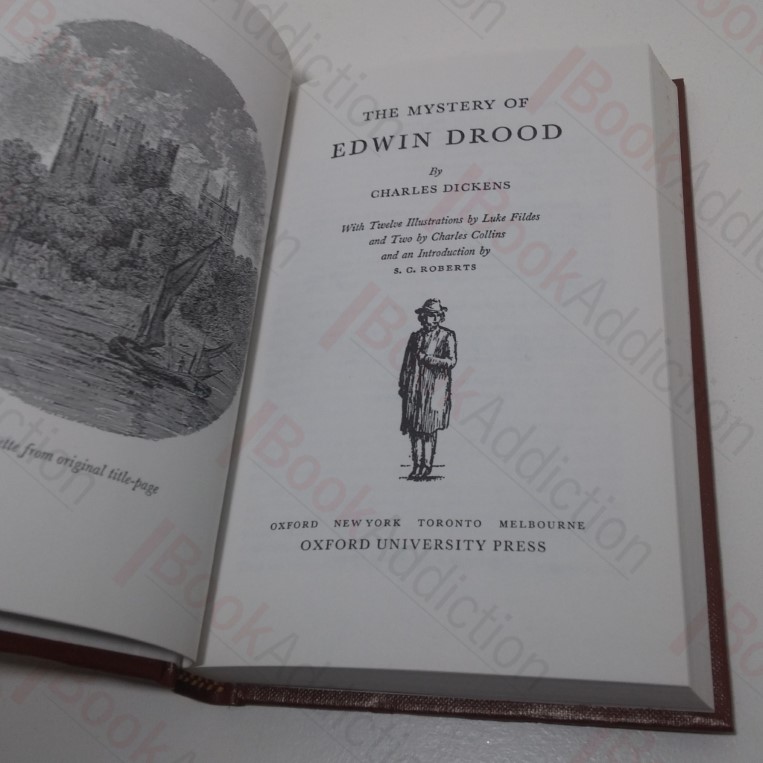 tte from original title-page
THE MYSTERY OF
EDWIN DROOD
By
CHARLES DICKENS
With Twelve Illustrations by Luke Fildes
and Two by Charles Collins
and an Introduction by
S. C. ROBERTS
OXFORD NEW YORK TORONTO MELBOURNE
OXFORD UNIVERSITY PRESS
BookAddiction